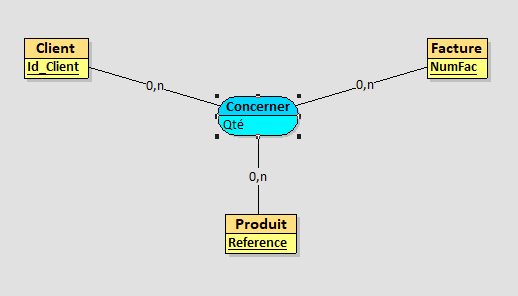 Client
Id_Client
Facture
NumFac
0,n
0,n
Concerner
Qté
0,n
Produit
Reference